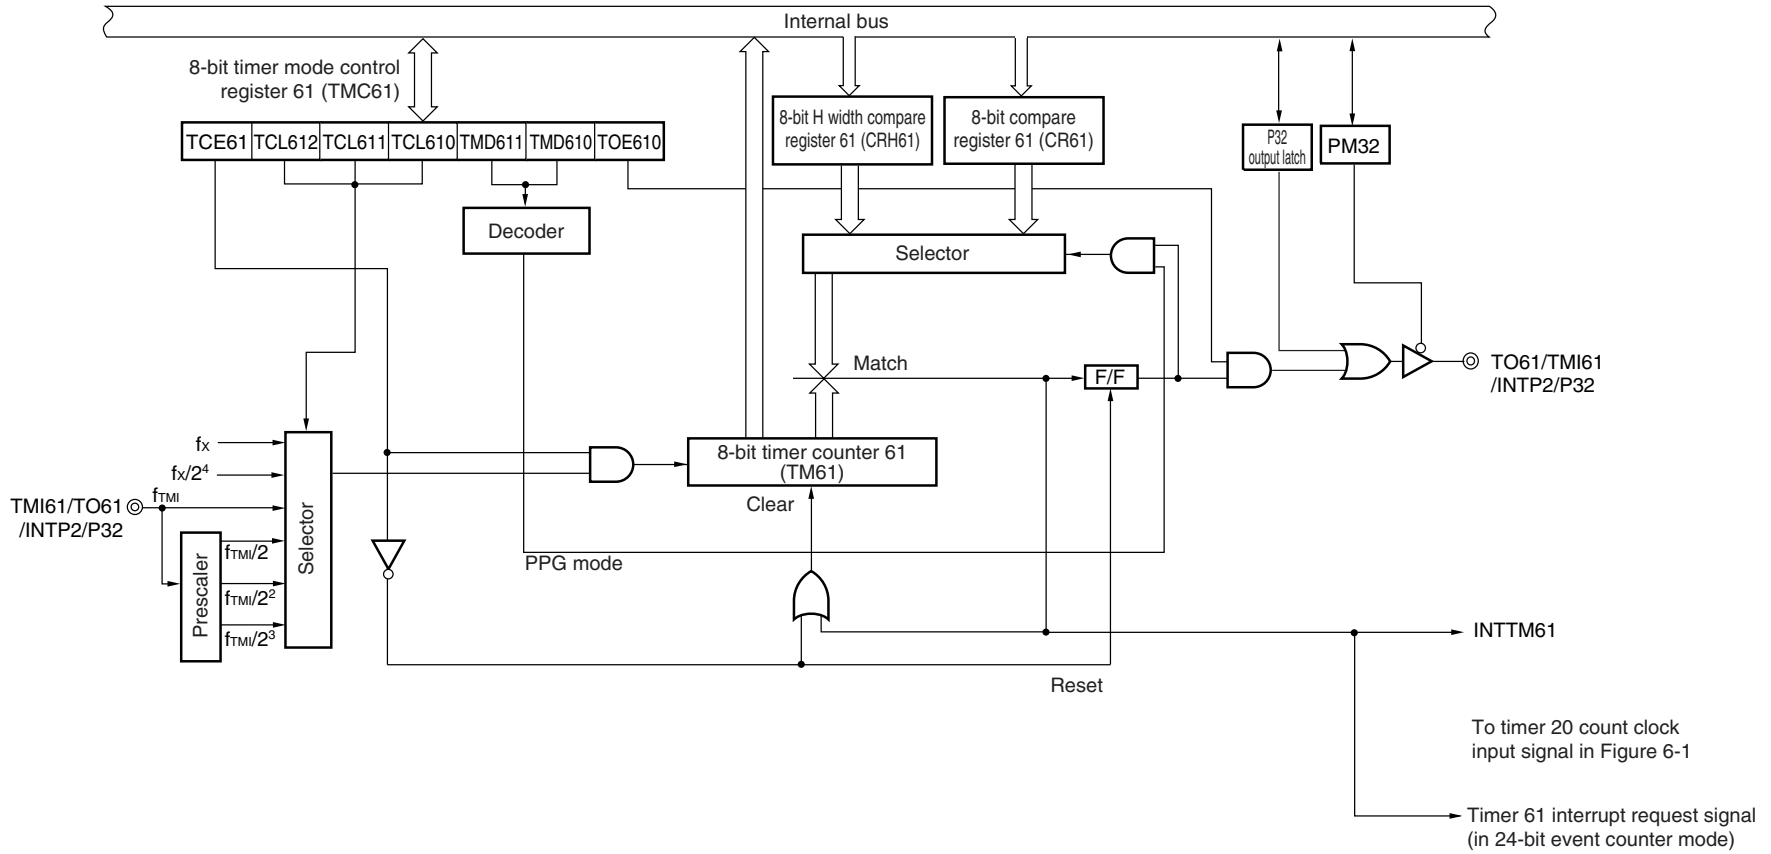 Internal bus
8-bit timer mode control
register 61 (TMC61)
TCE61 TCL612 TCL611 TCL610 TMD611 TMD610 TOE610
8-bit H width compare
register 61 (CRH61)
8-bit compare
register 61 (CR61)
P32
output latch
PM32
Decoder
Selector
Match
F/F
TO61/TMI61
/INTP2/P32
8-bit timer counter 61
(TM61)
Clear
fX
fX/2⁴
fTMI
TMI61/TO61
/INTP2/P32
Selector
Prescaler
fTMI/2
fTMI/2²
fTMI/2³
PPG mode
INTTM61
Reset
To timer 20 count clock
input signal in Figure 6-1
Timer 61 interrupt request signal
(in 24-bit event counter mode)